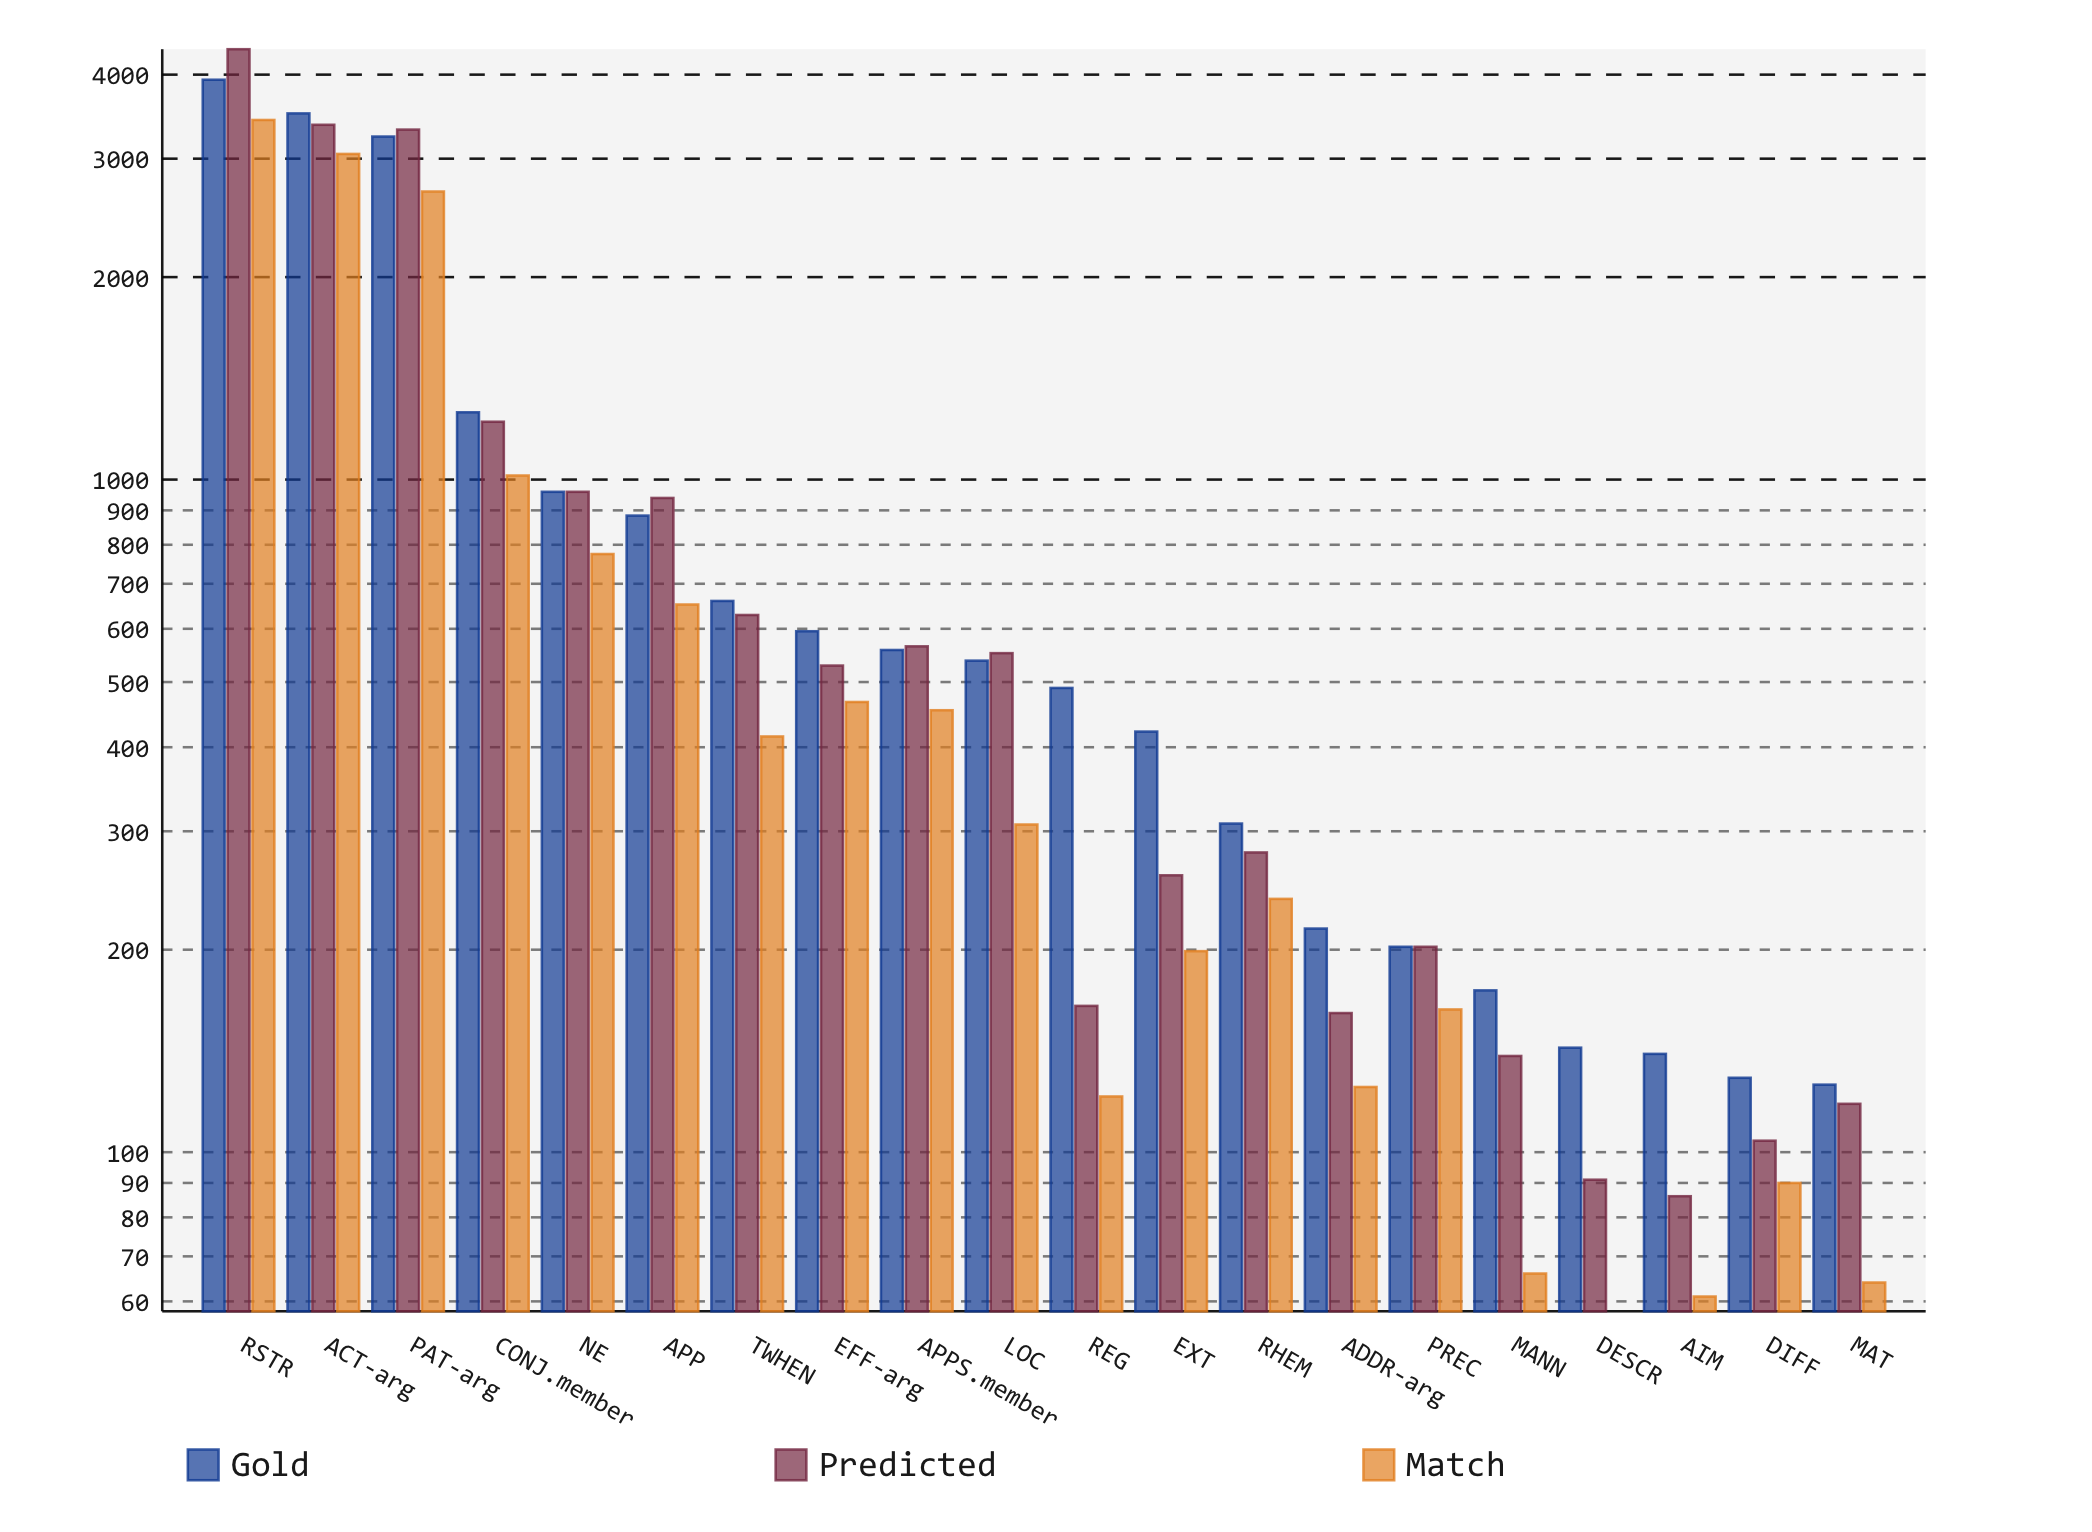 4000
3000
2000
1000
900
800
700
600
500
400
300
200
100
90
80
70
60
RSTR
ACT-arg
PAT-arg
CONJ.member
NE
APP
TWHEN
EFF-arg
APPS.member
LOC
REG
EXT
RHEM
ADDR-arg
PREC
MANN
DESCR
AIM
DIFF
MAT
Gold Predicted Match